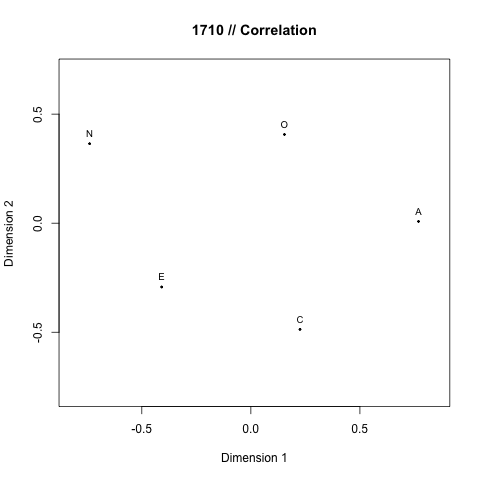 1710 // Correlation
0.5
N
O
A
0.0
Dimension 2
E
C
-0.5
-0.5
0.0
0.5
Dimension 1